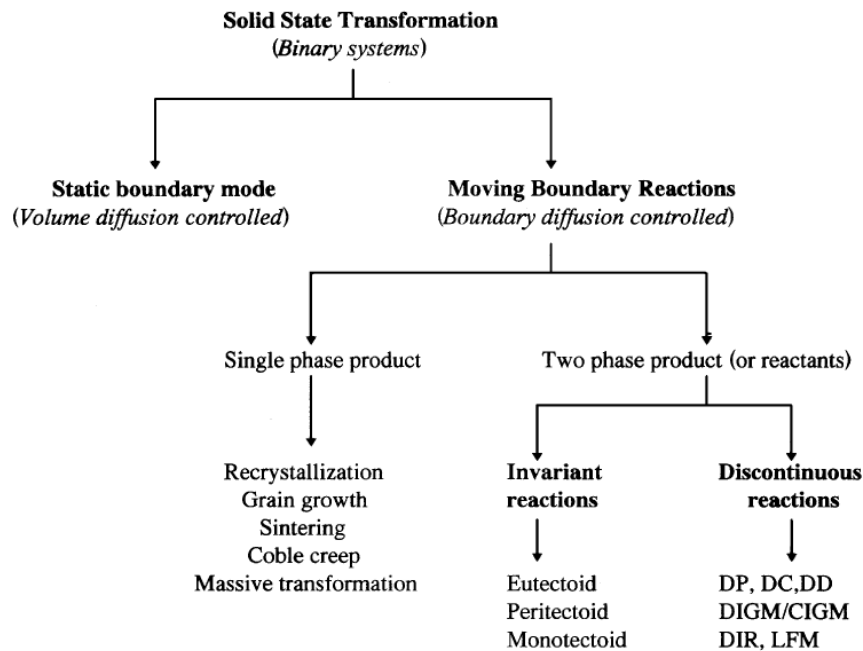 Solid State Transformation
(Binary systems)
Static boundary mode
(Volume diffusion controlled)
Moving Boundary Reactions
(Boundary diffusion controlled)
Single phase product
Two phase product (or reactants)
Recrystallization
Grain growth
Sintering
Coble creep
Massive transformation
Invariant
reactions
Discontinuous
reactions
Eutectoid
Peritectoid
Monotectoid
DP, DC,DD
DIGM/CIGM
DIR, LFM